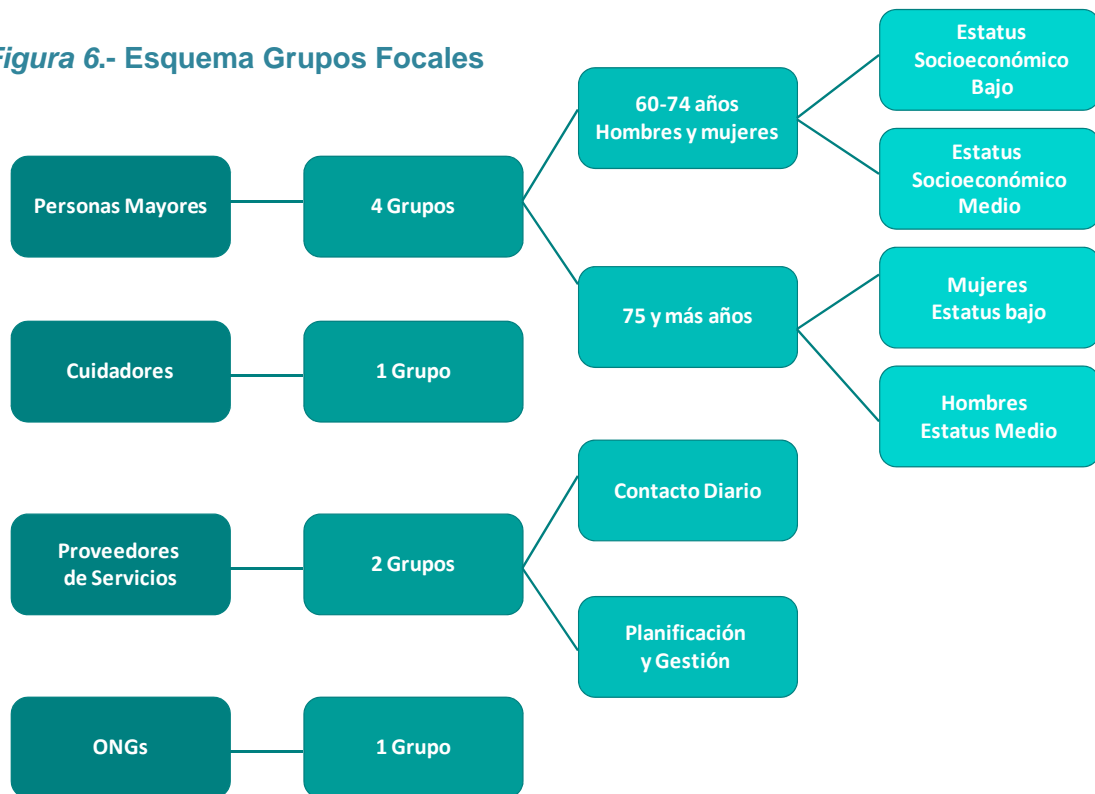 Figura 6.- Esquema Grupos Focales
Personas Mayores
4 Grupos
60-74 años
Hombres y mujeres
Estatus
Socioeconómico
Bajo
Estatus
Socioeconómico
Medio
75 y más años
Mujeres
Estatus bajo
Hombres
Estatus Medio
Cuidadores
1 Grupo
Proveedores
de Servicios
2 Grupos
Contacto Diario
Planificación
y Gestión
ONGs
1 Grupo